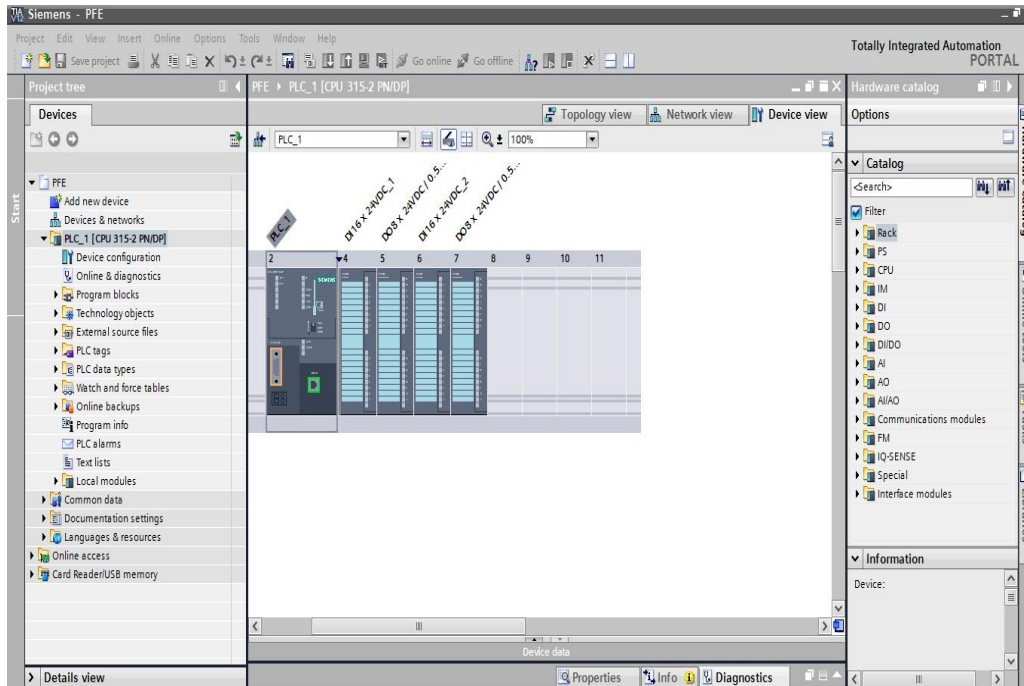 Siemens - PFE
Project Edit View Insert Online Options Tools Window Help
Save project Go online Go offline
Totally Integrated Automation
PORTAL
Project tree
PFE PLC_1 [CPU 315-2 PN/DP]
Hardware catalog
Devices
Topology view Network view Device view
Options
PLC_1 100%
Start
PFE
Add new device
Devices & networks
PLC_1 [CPU 315-2 PN/DP]
Device configuration
Online & diagnostics
Program blocks
Technology objects
External source files
PLC tags
PLC data types
Watch and force tables
Online backups
Program info
PLC alarms
Text lists
Local modules
Common data
Documentation settings
Languages & resources
Online access
Card Reader/USB memory
Details view
PLC_1
DI16 x 24VDC_1
DO8 x 24VDC / 0.5...
DI16 x 24VDC_2
DO8 x 24VDC / 0.5...
2 4 5 6 7 8 9 10 11
SIEMENS
Device data
Properties Info Diagnostics
Catalog
<Search>
Filter
Rack
PS
CPU
IM
DI
DO
DI/DO
AI
AO
AI/AO
Communications modules
FM
IQ-SENSE
Special
Interface modules
Information
Device: